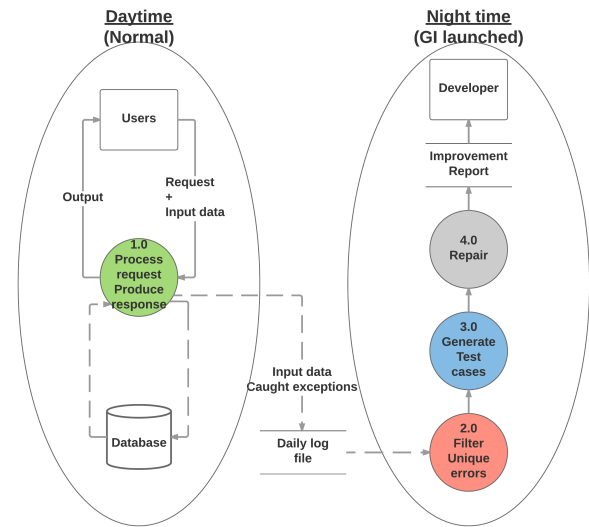 Daytime
(Normal)
Night time
(GI launched)
Users
Developer
Output
Request
+
Input data
Improvement
Report
1.0
Process
request
Produce
response
4.0
Repair
3.0
Generate
Test
cases
Input data
Caught exceptions
Database
Daily log
file
2.0
Filter
Unique
errors